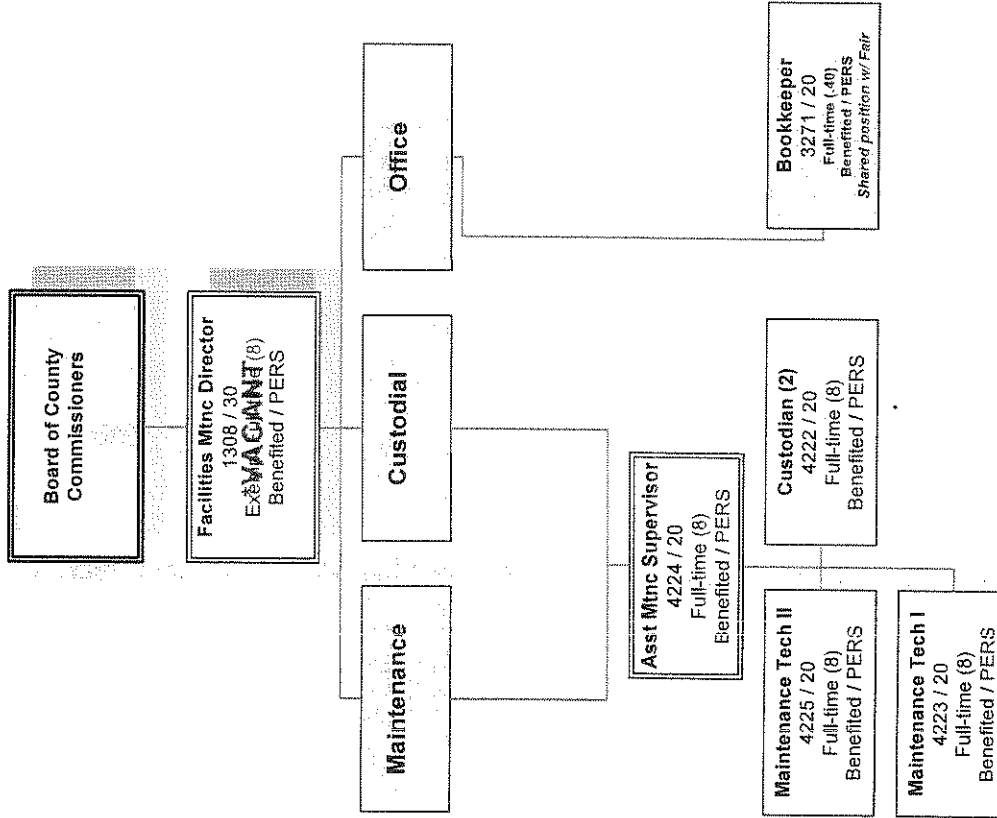 Board of County
Commissioners
Facilities Mtnc Director
1308 / 30
VACANT
(8)
Benefited / PERS
Maintenance
Custodial
Office
Asst Mtnc Supervisor
4224 / 20
Full-time (8)
Benefited / PERS
Maintenance Tech II
4225 / 20
Full-time (8)
Benefited / PERS
Custodian (2)
4222 / 20
Full-time (8)
Benefited / PERS
Bookkeeper
3271 / 20
Full-time (.40)
Benefited / PERS
Shared position w/ Fair
Maintenance Tech I
4223 / 20
Full-time (8)
Benefited / PERS